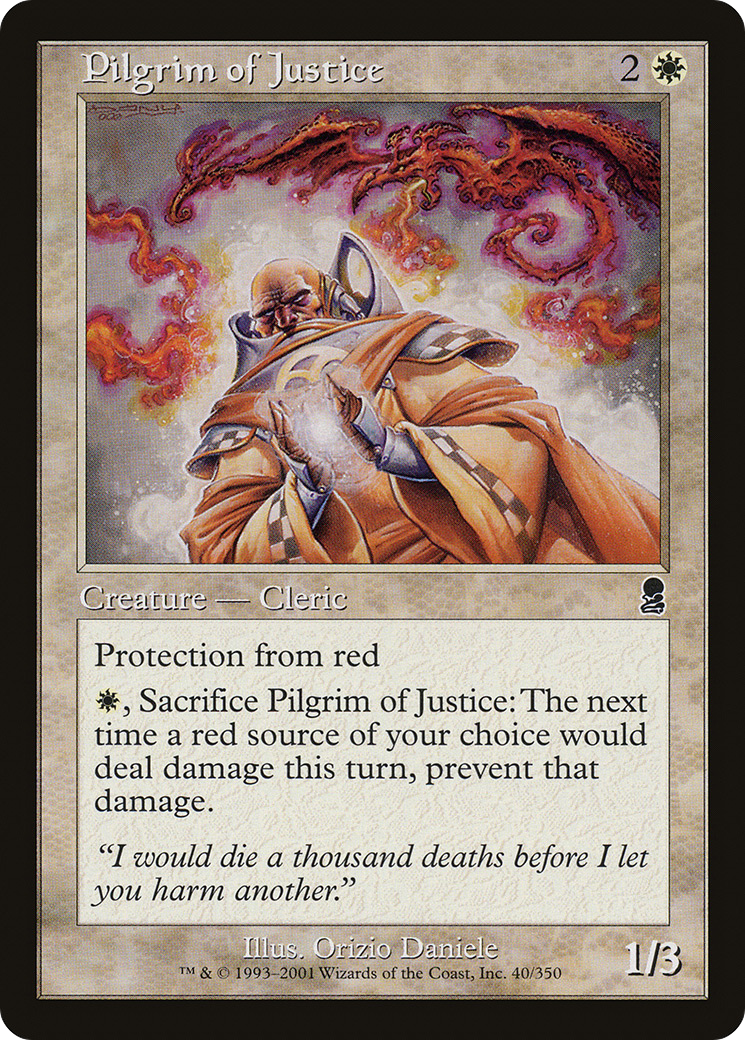 Pilgrim of Justice 2
Creature — Cleric
Protection from red
, Sacrifice Pilgrim of Justice: The next
time a red source of your choice would
deal damage this turn, prevent that
damage.
“I would die a thousand deaths before I let
you harm another.”
Illus. Orizio Daniele
™ & © 1993–2001 Wizards of the Coast, Inc. 40/350
1/3